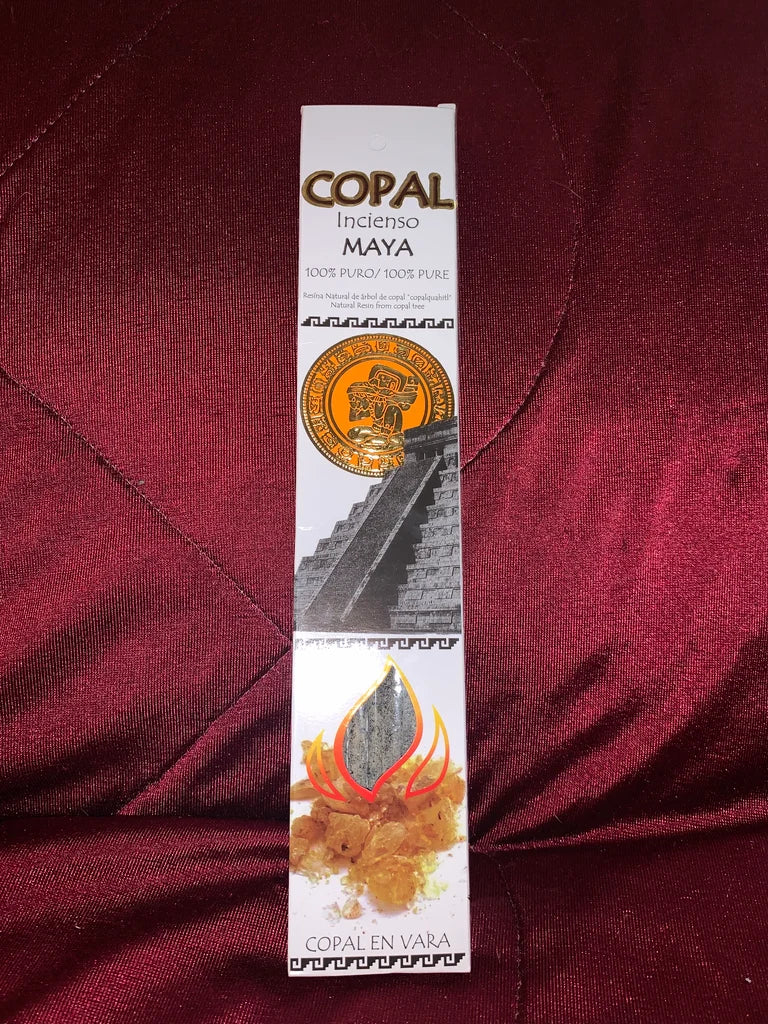 COPAL
Incienso
MAYA
100% PURO/ 100% PURE
Resina Natural de árbol de copal "copalquahitl"
Natural Resin from copal tree
COPAL EN VARA